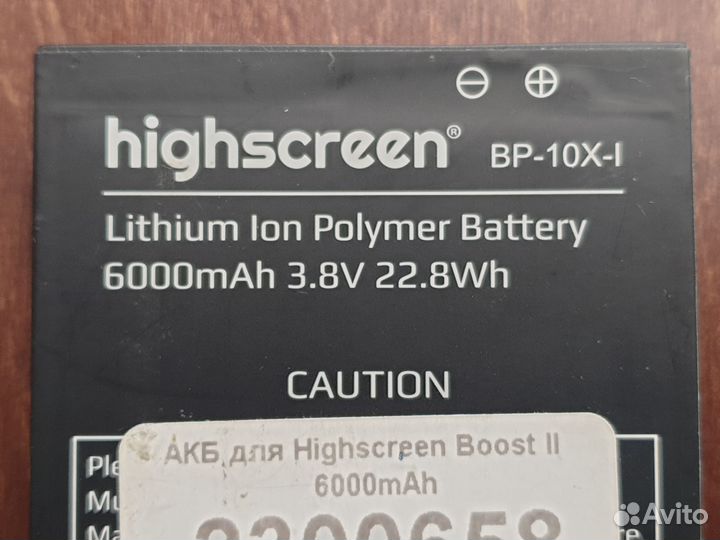 ⊖ ⊕
highscreen® BP-10X-I
Lithium Ion Polymer Battery
6000mAh 3.8V 22.8Wh
CAUTION
АКБ для Highscreen Boost II
6000mAh
2200658
Avito